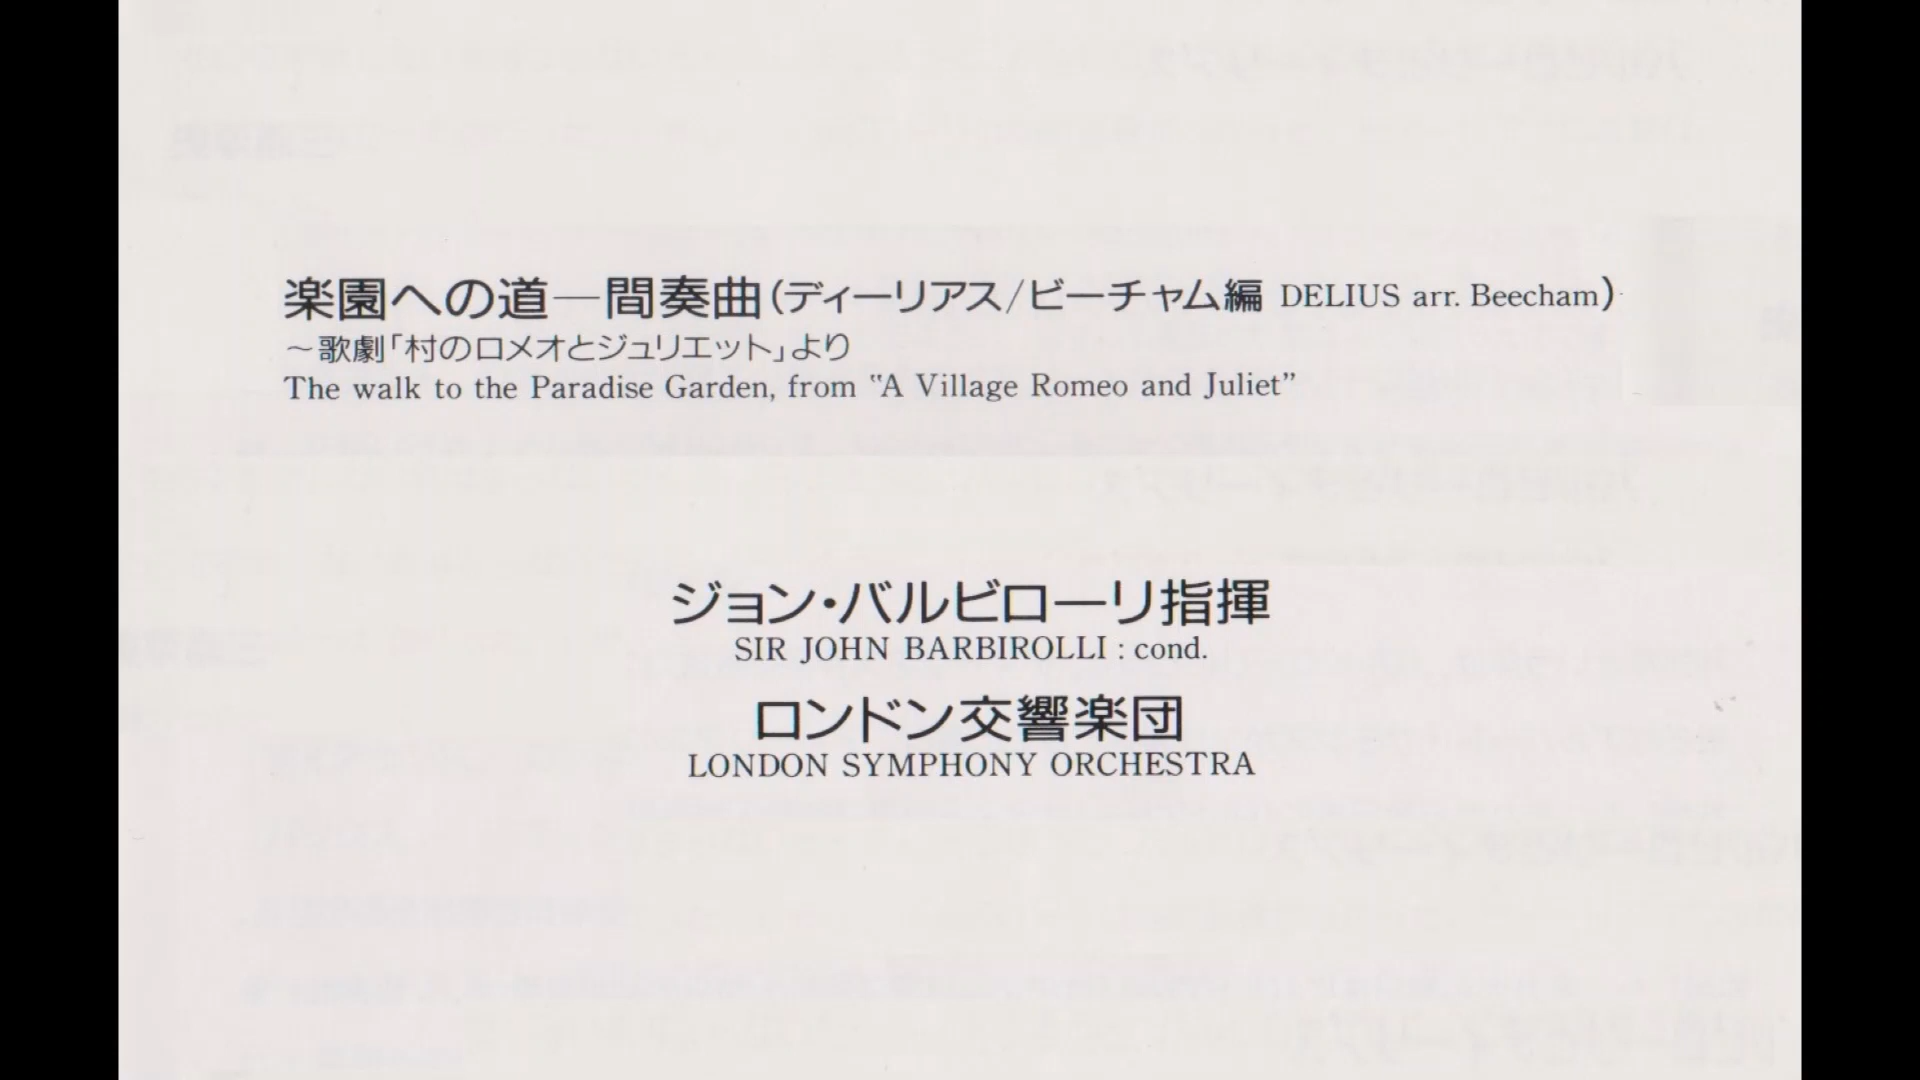 楽園への道―間奏曲(ディーリアス/ビーチャム編 DELIUS arr. Beecham)
～歌劇「村のロメオとジュリエット」より
The walk to the Paradise Garden, from “A Village Romeo and Juliet”
ジョン・バルビローリ指揮
SIR JOHN BARBIROLLI : cond.
ロンドン交響楽団
LONDON SYMPHONY ORCHESTRA